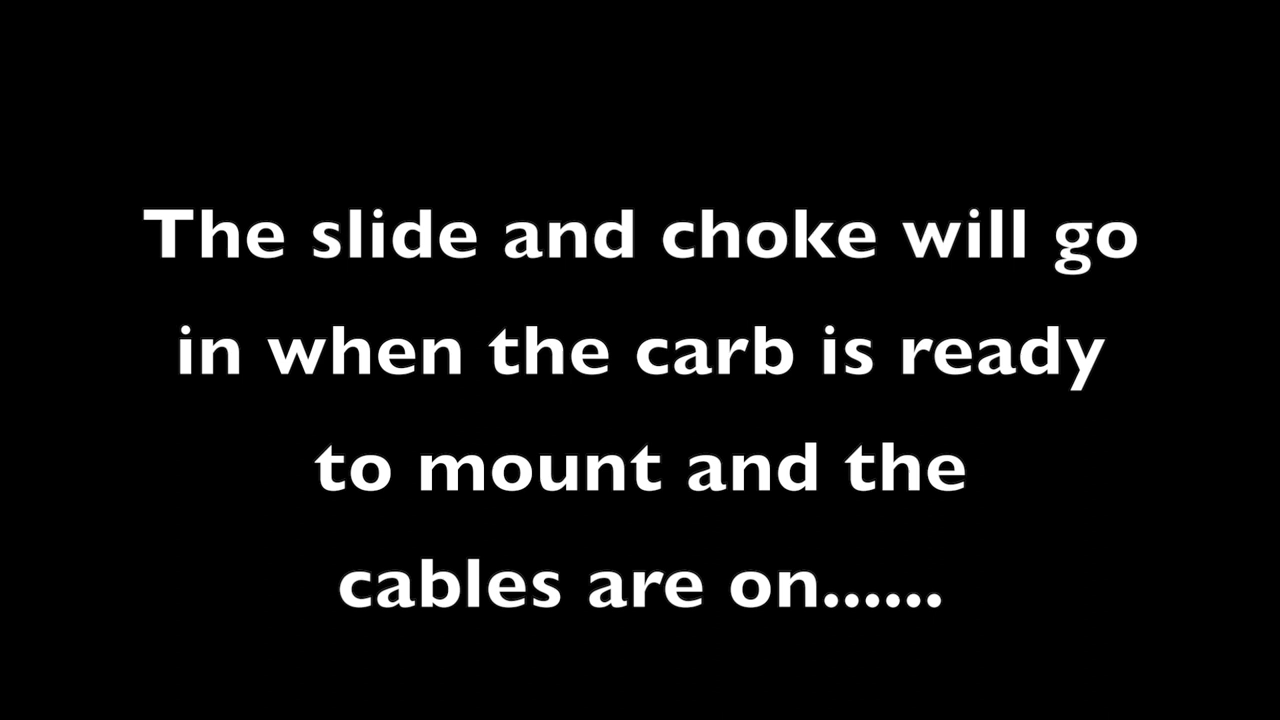 The slide and choke will go
in when the carb is ready
to mount and the
cables are on......